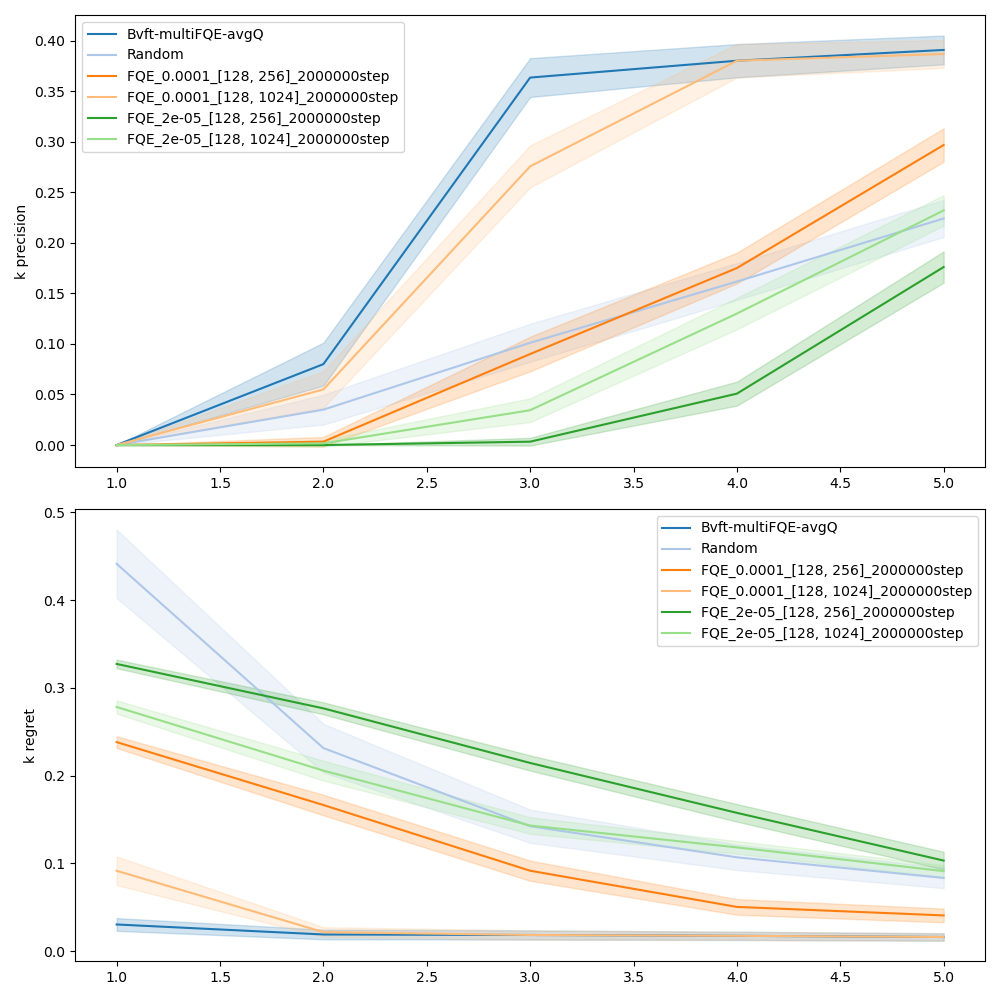 Bvft-multiFQE-avgQ
Random
FQE_0.0001_[128, 256]_2000000step
FQE_0.0001_[128, 1024]_2000000step
FQE_2e-05_[128, 256]_2000000step
FQE_2e-05_[128, 1024]_2000000step
k precision
0.40
0.35
0.30
0.25
0.20
0.15
0.10
0.05
0.00
1.0 1.5 2.0 2.5 3.0 3.5 4.0 4.5 5.0
Bvft-multiFQE-avgQ
Random
FQE_0.0001_[128, 256]_2000000step
FQE_0.0001_[128, 1024]_2000000step
FQE_2e-05_[128, 256]_2000000step
FQE_2e-05_[128, 1024]_2000000step
k regret
0.5
0.4
0.3
0.2
0.1
0.0
1.0 1.5 2.0 2.5 3.0 3.5 4.0 4.5 5.0